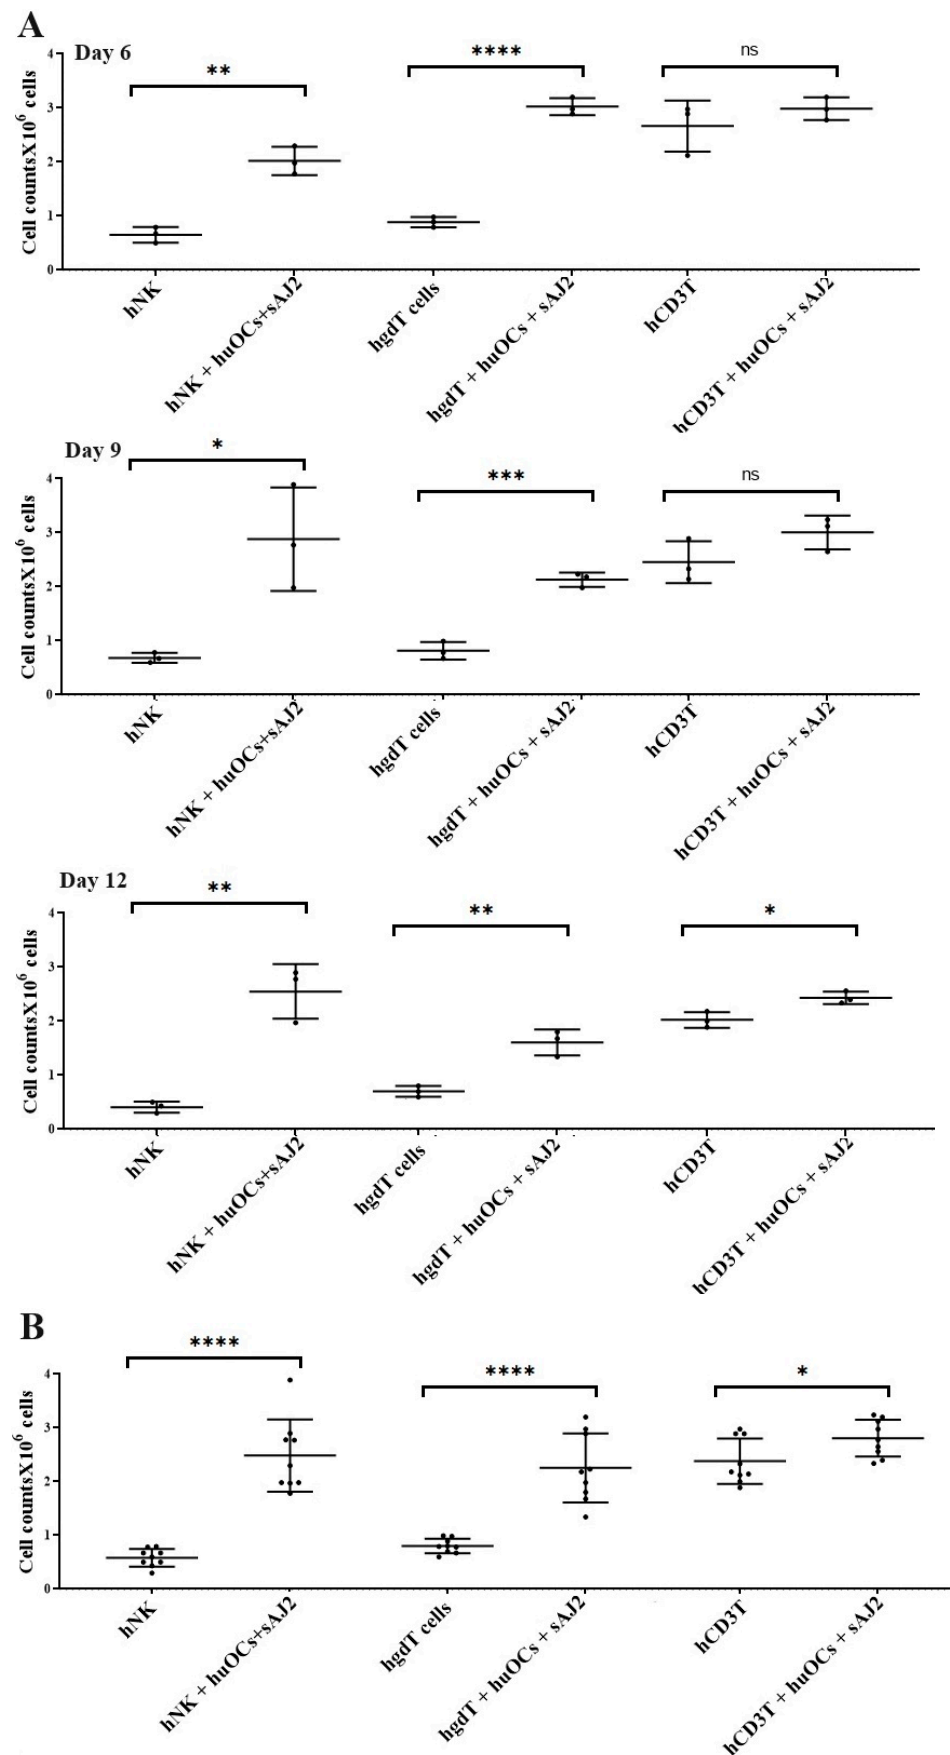 A
Day 6
**
****
ns
Cell countsX10⁶ cells
4
3
2
1
0
hNK
hNK + huOCs+sAJ2
hgdT cells
hgdT + huOCs + sAJ2
hCD3T
hCD3T + huOCs + sAJ2
Day 9
*
***
ns
Cell countsX10⁶ cells
4
3
2
1
0
hNK
hNK + huOCs+sAJ2
hgdT cells
hgdT + huOCs + sAJ2
hCD3T
hCD3T + huOCs + sAJ2
Day 12
**
**
*
Cell countsX10⁶ cells
4
3
2
1
0
hNK
hNK + huOCs+sAJ2
hgdT cells
hgdT + huOCs + sAJ2
hCD3T
hCD3T + huOCs + sAJ2
B
****
****
*
Cell countsX10⁶ cells
4
3
2
1
0
hNK
hNK + huOCs+sAJ2
hgdT cells
hgdT + huOCs + sAJ2
hCD3T
hCD3T + huOCs + sAJ2